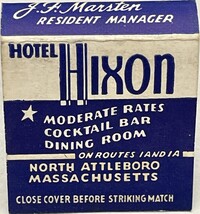 J.F. Marsten
RESIDENT MANAGER
HOTEL HIXON
MODERATE RATES
COCKTAIL BAR
DINING ROOM
ON ROUTES 1 AND 1A
NORTH ATTLEBORO
MASSACHUSETTS
CLOSE COVER BEFORE STRIKING MATCH